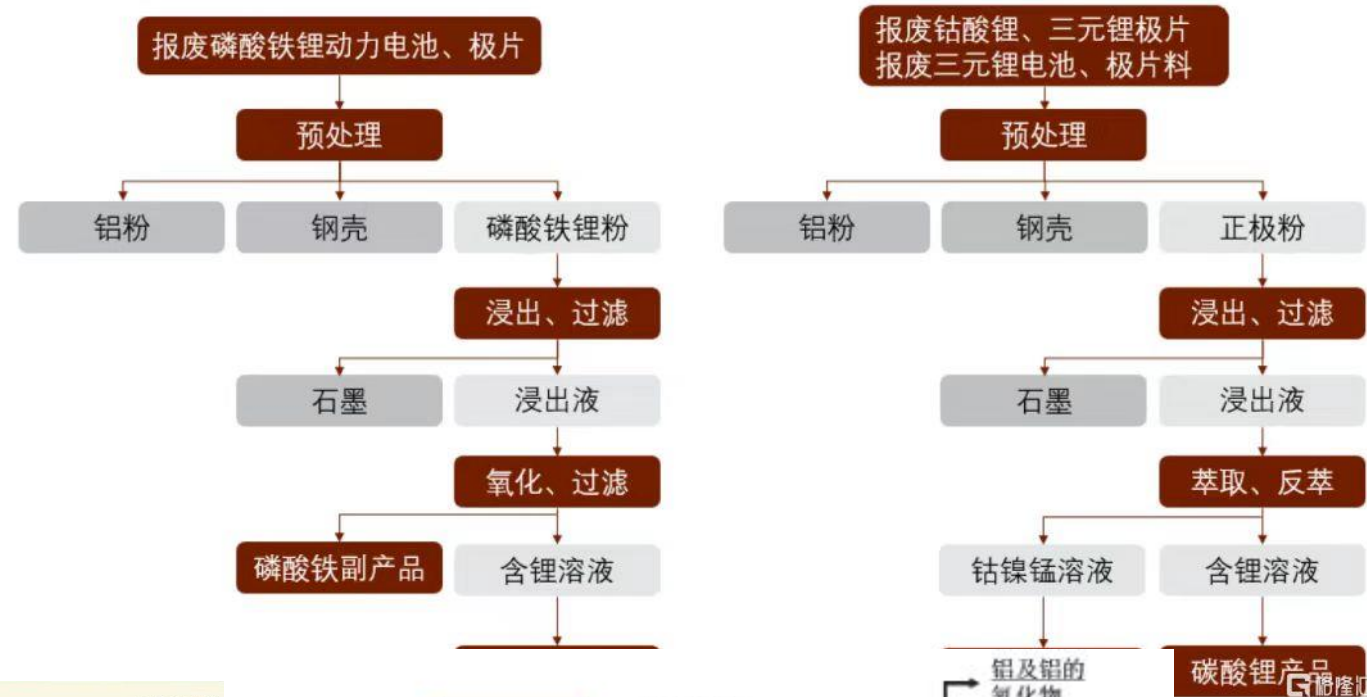 报废磷酸铁锂动力电池、极片
预处理
铝粉
钢壳
磷酸铁锂粉
浸出、过滤
石墨
浸出液
氧化、过滤
磷酸铁副产品
含锂溶液
报废钴酸锂、三元锂极片
报废三元锂电池、极片料
预处理
铝粉
钢壳
正极粉
浸出、过滤
石墨
浸出液
萃取、反萃
钴镍锰溶液
含锂溶液
碳酸锂产品
铝及铝的